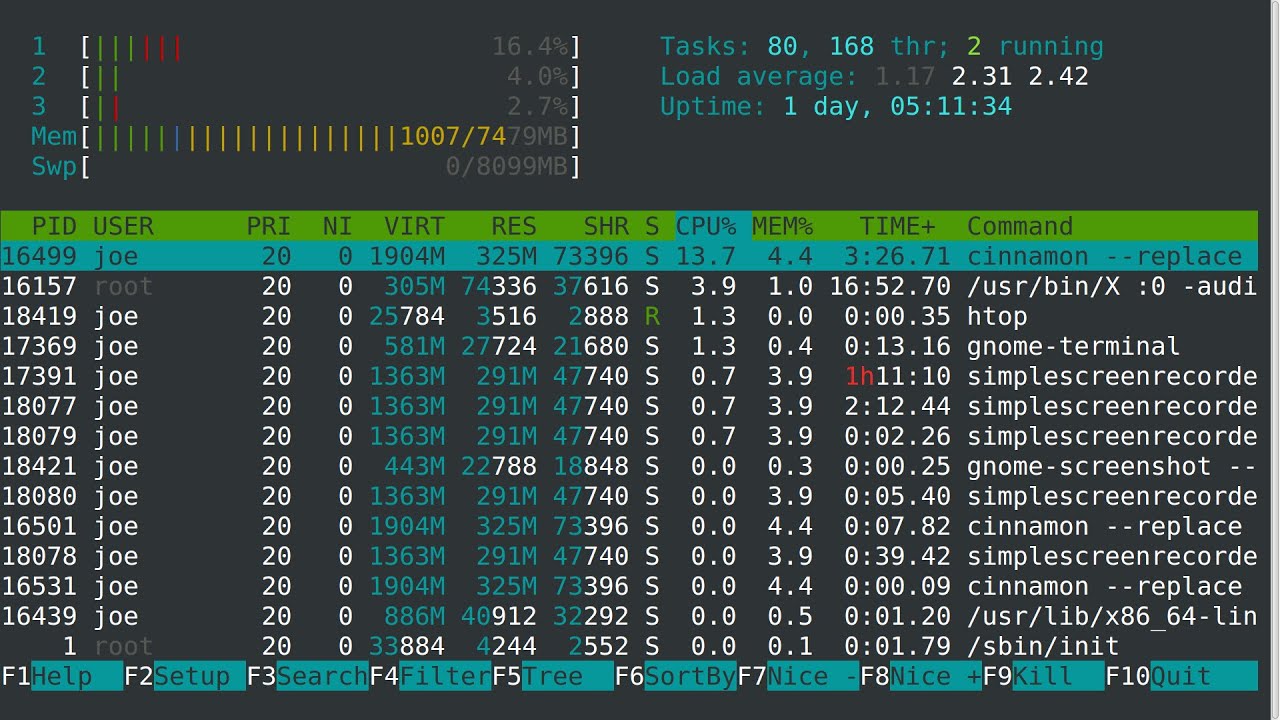 1 [|||||| 16.4%] Tasks: 80, 168 thr; 2 running
2 [|| 4.0%] Load average: 1.17 2.31 2.42
3 [|| 2.7%] Uptime: 1 day, 05:11:34
Mem[||||||||||||||||||||1007/7479MB]
Swp[ 0/8099MB]
PID USER PRI NI VIRT RES SHR S CPU% MEM% TIME+ Command
16499 joe 20 0 1904M 325M 73396 S 13.7 4.4 3:26.71 cinnamon --replace
16157 root 20 0 305M 74336 37616 S 3.9 1.0 16:52.70 /usr/bin/X :0 -audi
18419 joe 20 0 25784 3516 2888 R 1.3 0.0 0:00.35 htop
17369 joe 20 0 581M 27724 21680 S 1.3 0.4 0:13.16 gnome-terminal
17391 joe 20 0 1363M 291M 47740 S 0.7 3.9 1h11:10 simplescreenrecorde
18077 joe 20 0 1363M 291M 47740 S 0.7 3.9 2:12.44 simplescreenrecorde
18079 joe 20 0 1363M 291M 47740 S 0.7 3.9 0:02.26 simplescreenrecorde
18421 joe 20 0 443M 22788 18848 S 0.0 0.3 0:00.25 gnome-screenshot --
18080 joe 20 0 1363M 291M 47740 S 0.0 3.9 0:05.40 simplescreenrecorde
16501 joe 20 0 1904M 325M 73396 S 0.0 4.4 0:07.82 cinnamon --replace
18078 joe 20 0 1363M 291M 47740 S 0.0 3.9 0:39.42 simplescreenrecorde
16531 joe 20 0 1904M 325M 73396 S 0.0 4.4 0:00.09 cinnamon --replace
16439 joe 20 0 886M 40912 32292 S 0.0 0.5 0:01.20 /usr/lib/x86_64-lin
1 root 20 0 33884 4244 2552 S 0.0 0.1 0:01.79 /sbin/init
F1Help F2Setup F3SearchF4FilterF5Tree F6SortByF7Nice -F8Nice +F9Kill F10Quit